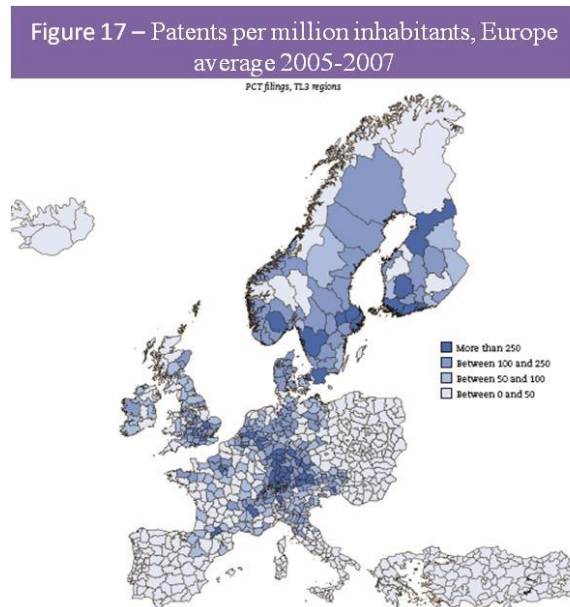 Figure 17 – Patents per million inhabitants, Europe
average 2005-2007
PCT filings, TL3 regions
More than 250
Between 100 and 250
Between 50 and 100
Between 0 and 50